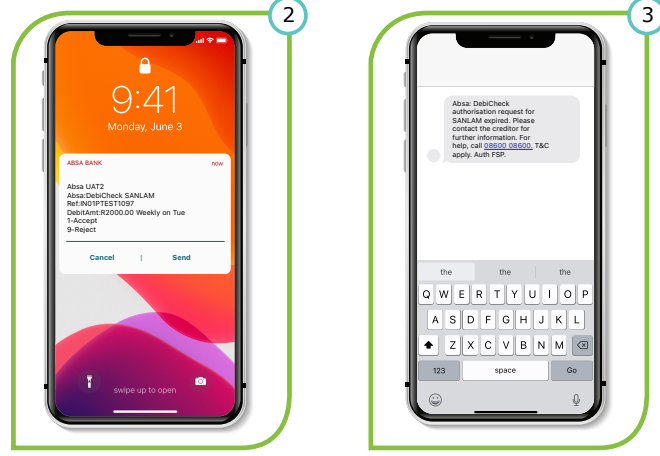 2
9:41
Monday, June 3
ABSA BANK now
Absa UAT2
Absa:DebiCheck SANLAM
Ref:IN01PTEST1097
DebitAmt:R2000.00 Weekly on Tue
1-Accept
9-Reject
Cancel | Send
swipe up to open
3
Absa: DebiCheck
authorisation request for
SANLAM expired. Please
contact the creditor for
further information. For
help, call 08600 08600. T&C
apply. Auth FSP.
the the the
Q W E R T Y U I O P
A S D F G H J K L
Z X C V B N M
123 space Go